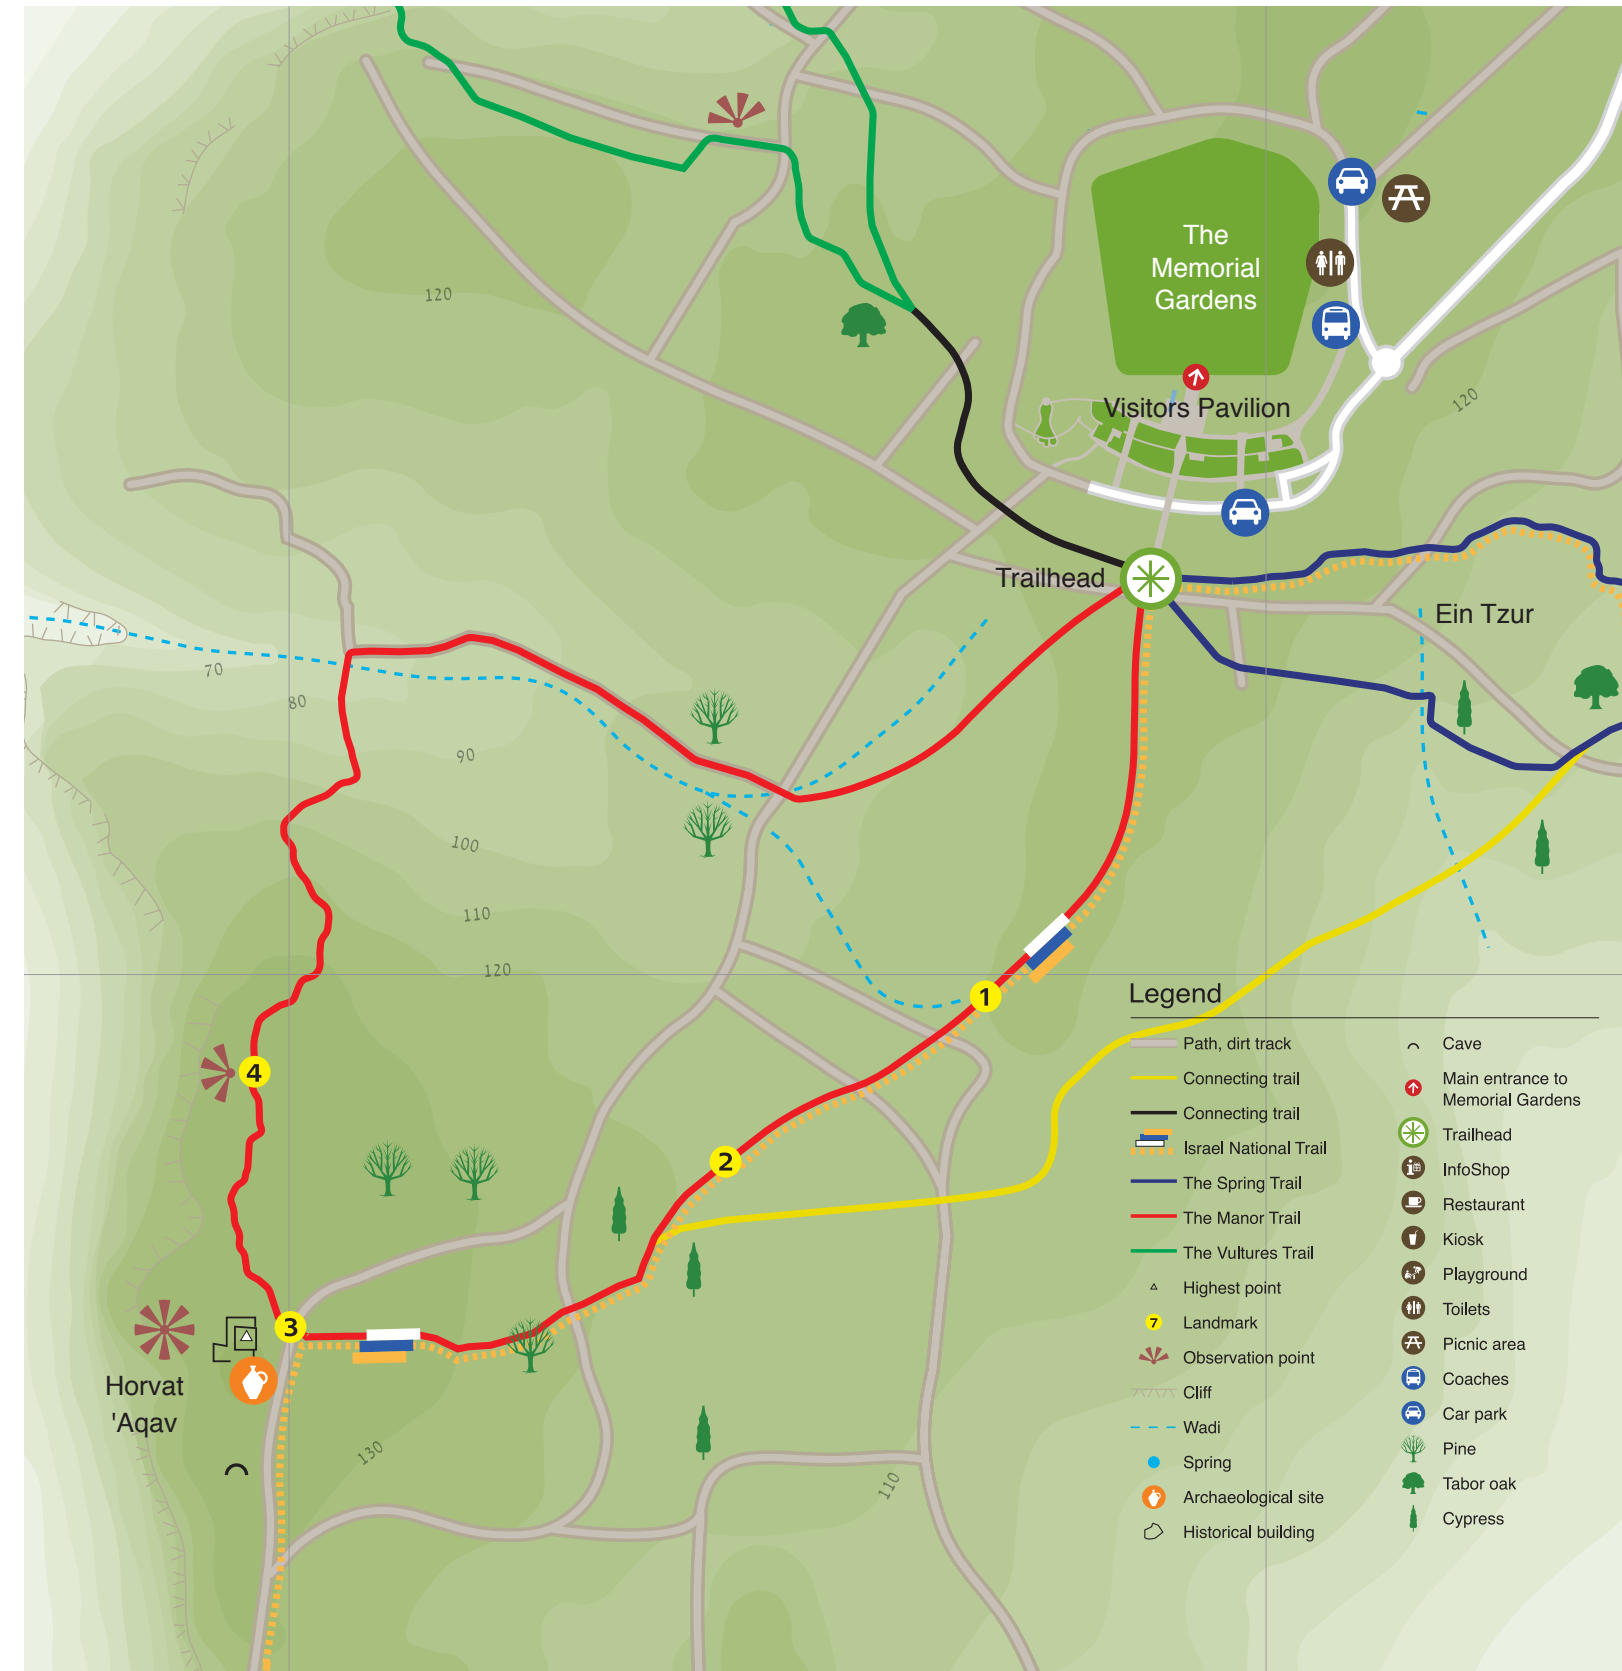 120
The
Memorial
Gardens
Visitors Pavilion
120
Trailhead
Ein Tzur
70
80
90
100
110
120
1
2
3
4
Horvat
'Aqav
130
110
Legend
Path, dirt track
Connecting trail
Connecting trail
Israel National Trail
The Spring Trail
The Manor Trail
The Vultures Trail
Highest point
7 Landmark
Observation point
Cliff
Wadi
Spring
Archaeological site
Historical building
Cave
Main entrance to
Memorial Gardens
Trailhead
InfoShop
Restaurant
Kiosk
Playground
Toilets
Picnic area
Coaches
Car park
Pine
Tabor oak
Cypress